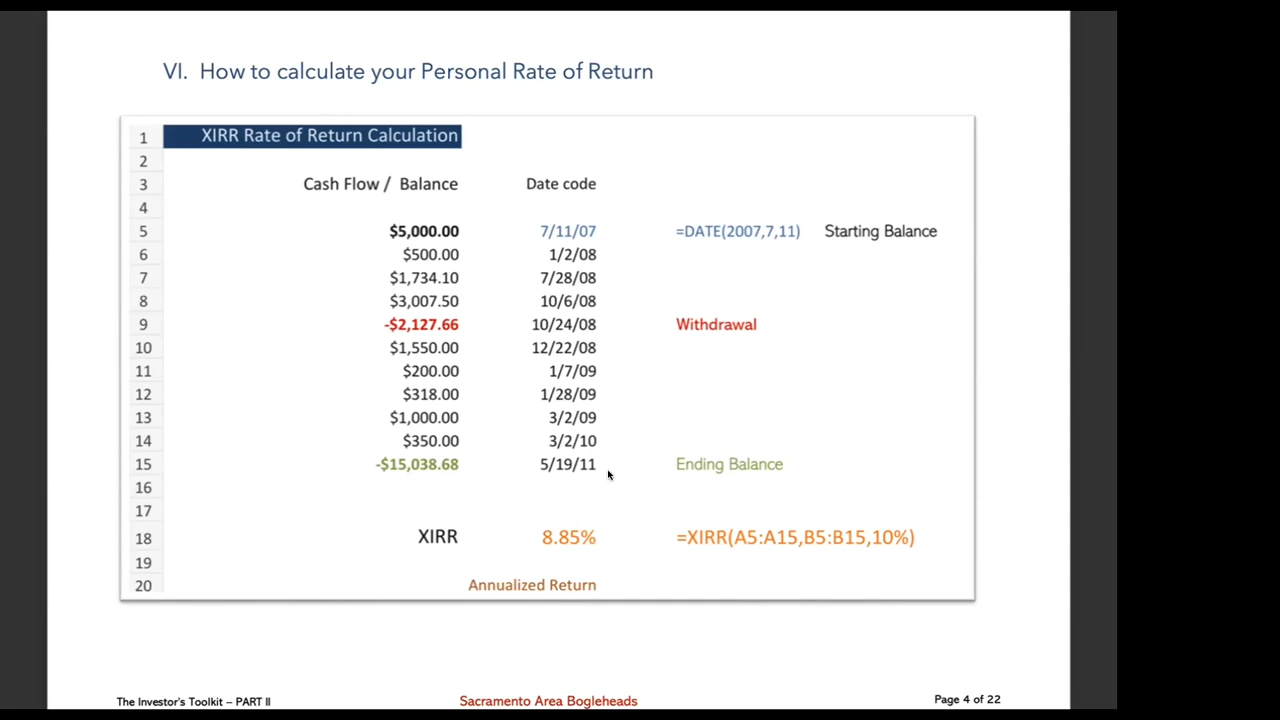 VI. How to calculate your Personal Rate of Return
1 XIRR Rate of Return Calculation
2
3 Cash Flow / Balance Date code
4
5 $5,000.00 7/11/07 =DATE(2007,7,11) Starting Balance
6 $500.00 1/2/08
7 $1,734.10 7/28/08
8 $3,007.50 10/6/08
9 -$2,127.66 10/24/08 Withdrawal
10 $1,550.00 12/22/08
11 $200.00 1/7/09
12 $318.00 1/28/09
13 $1,000.00 3/2/09
14 $350.00 3/2/10
15 -$15,038.68 5/19/11 Ending Balance
16
17
18 XIRR 8.85% =XIRR(A5:A15,B5:B15,10%)
19
20 Annualized Return
The Investor's Toolkit – PART II Sacramento Area Bogleheads Page 4 of 22